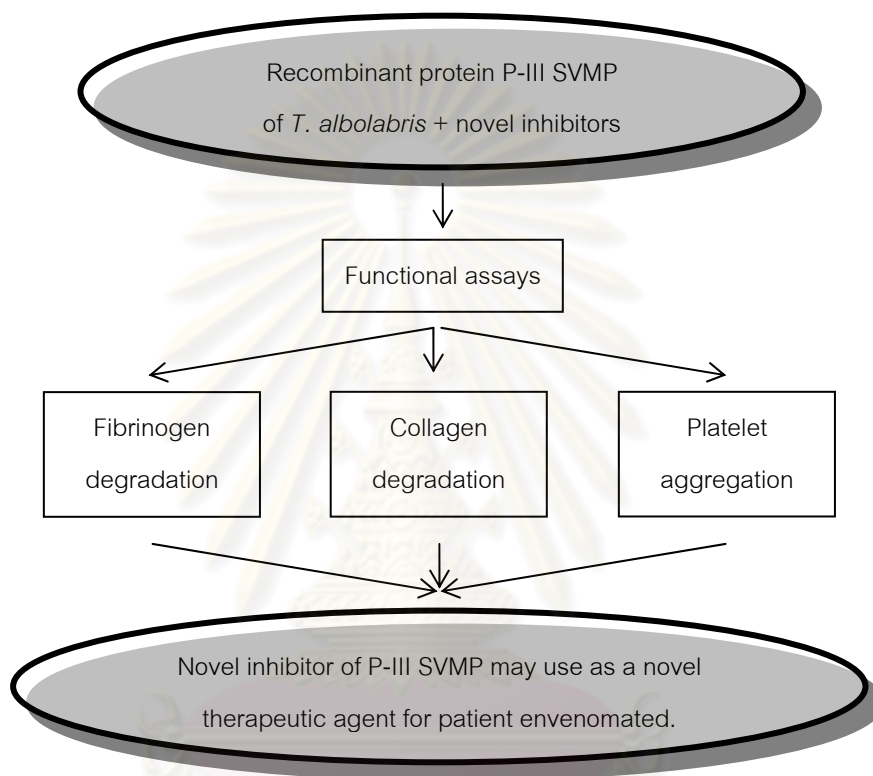 Recombinant protein P-III SVMP
of T. albolabris + novel inhibitors
Functional assays
Fibrinogen
degradation
Collagen
degradation
Platelet
aggregation
Novel inhibitor of P-III SVMP may use as a novel
therapeutic agent for patient envenomated.